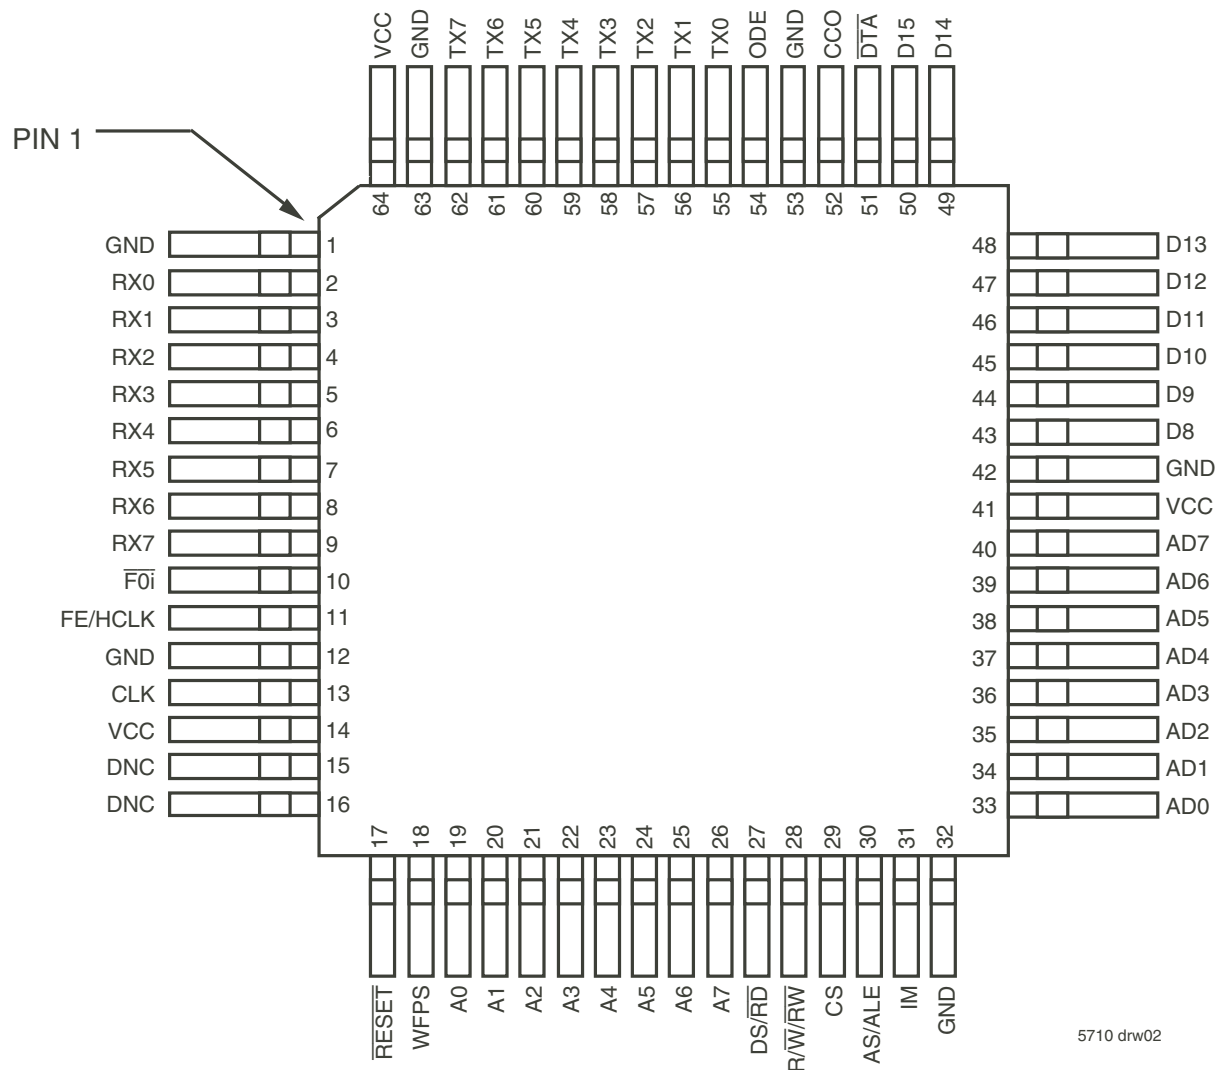 VCC
GND
TX7
TX6
TX5
TX4
TX3
TX2
TX1
TX0
ODE
GND
CCO
D̅T̅A̅
D15
D14
PIN 1
64
63
62
61
60
59
58
57
56
55
54
53
52
51
50
49
GND 1
RX0 2
RX1 3
RX2 4
RX3 5
RX4 6
RX5 7
RX6 8
RX7 9
F̅0̅i̅ 10
FE/HCLK 11
GND 12
CLK 13
VCC 14
DNC 15
DNC 16
48 D13
47 D12
46 D11
45 D10
44 D9
43 D8
42 GND
41 VCC
40 AD7
39 AD6
38 AD5
37 AD4
36 AD3
35 AD2
34 AD1
33 AD0
17
18
19
20
21
22
23
24
25
26
27
28
29
30
31
32
R̅E̅S̅E̅T̅
WFPS
A0
A1
A2
A3
A4
A5
A6
A7
DS/R̅D̅
R/W̅/R̅W̅
CS
AS/ALE
IM
GND
5710 drw02